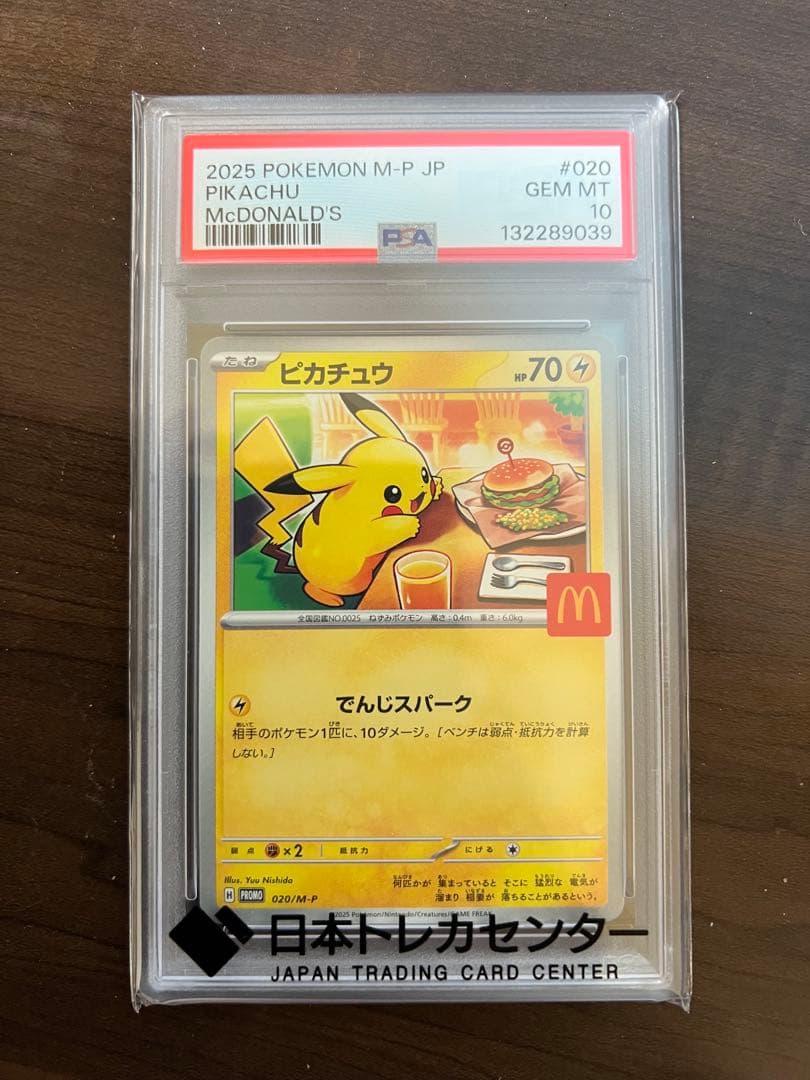 2025 POKEMON M-P JP #020
PIKACHU GEM MT
McDONALD'S 10
PSA 132289039
たね ピカチュウ HP70
全国図鑑NO.0025 ねずみポケモン 高さ:0.4m 重さ:6.0kg
でんじスパーク
相手のポケモン1匹に、10ダメージ。[ベンチは弱点・抵抗力を計算
しない。]
弱点 ×2 抵抗力 にげる
Illus. Yuu Nishida
何匹かが 集まっていると そこに 猛烈な 電気が
溜まり 稲妻が 落ちることがあるという。
H PROMO 020/M-P
©2025 Pokémon/Nintendo/Creatures/GAME FREAK
日本トレカセンター
JAPAN TRADING CARD CENTER